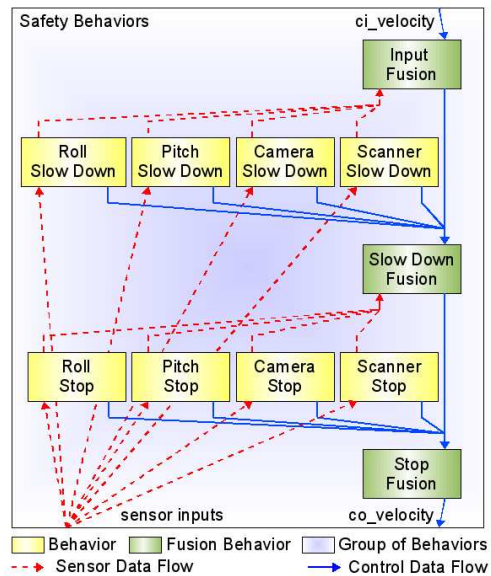 Safety Behaviors
ci_velocity
Input
Fusion
Roll
Slow Down
Pitch
Slow Down
Camera
Slow Down
Scanner
Slow Down
Slow Down
Fusion
Roll
Stop
Pitch
Stop
Camera
Stop
Scanner
Stop
Stop
Fusion
sensor inputs
co_velocity
Behavior
Fusion Behavior
Group of Behaviors
Sensor Data Flow
Control Data Flow